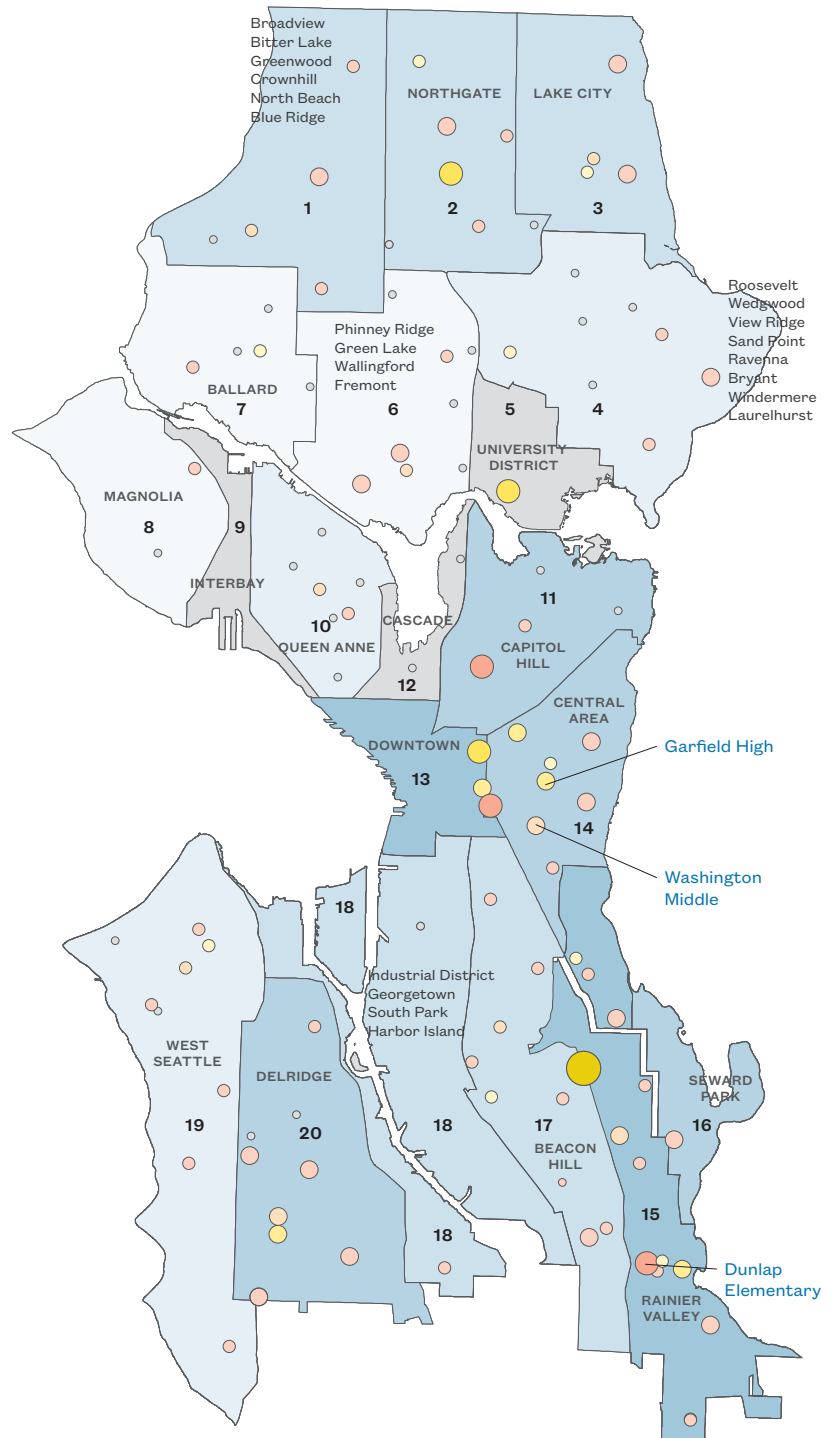 Broadview
Bitter Lake
Greenwood
Crownhill
North Beach
Blue Ridge
NORTHGATE
LAKE CITY
1
2
3
Roosevelt
Wedgwood
View Ridge
Sand Point
Ravenna
Bryant
Windermere
Laurelhurst
Phinney Ridge
Green Lake
Wallingford
Fremont
BALLARD
7
6
5
4
UNIVERSITY
DISTRICT
MAGNOLIA
8
9
INTERBAY
10
QUEEN ANNE
CASCADE
12
11
CAPITOL
HILL
CENTRAL
AREA
DOWNTOWN
13
Garfield High
14
Washington
Middle
18
Industrial District
Georgetown
South Park
Harbor Island
WEST
SEATTLE
19
DELRIDGE
20
18
17
BEACON
HILL
SEWARD
PARK
16
15
18
Dunlap
Elementary
RAINIER
VALLEY